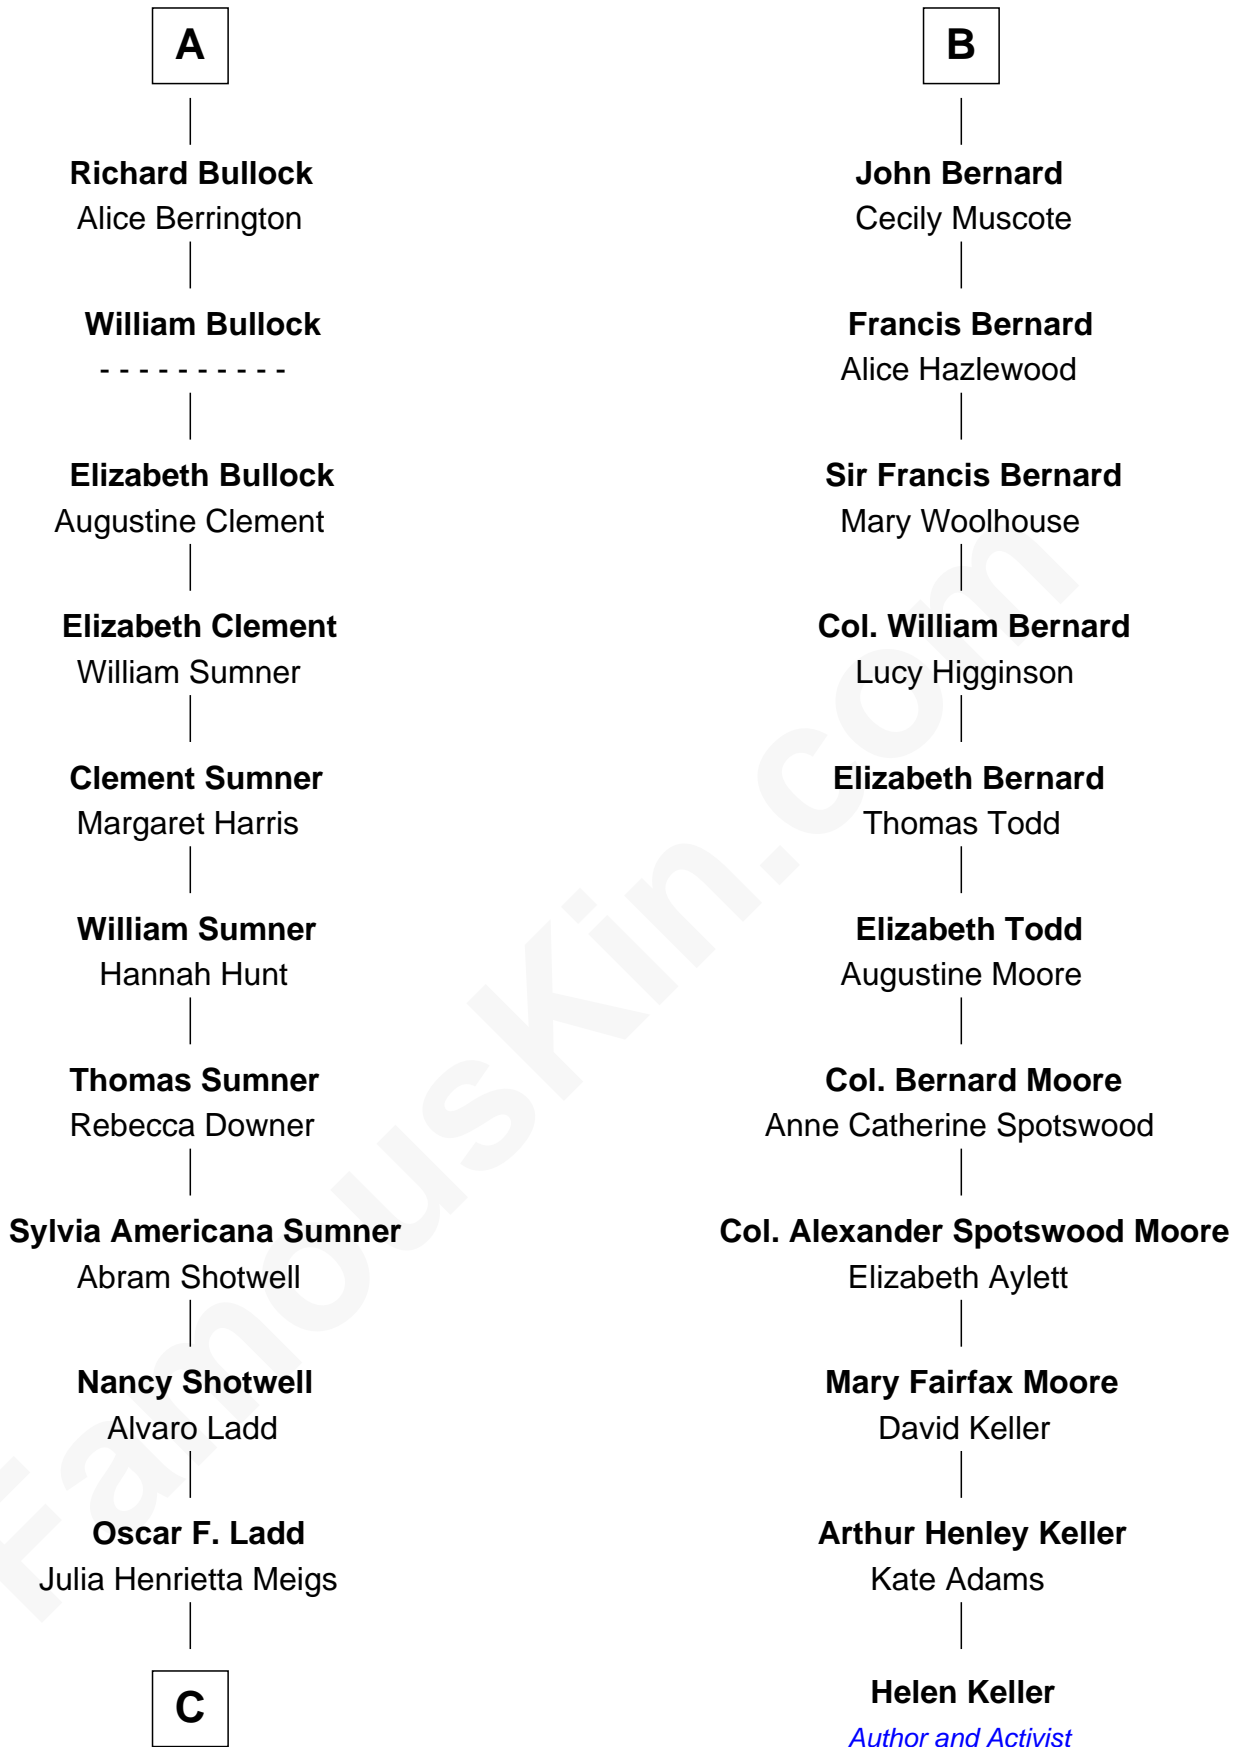 A
Richard Bullock
Alice Berrington
William Bullock
- - - - - - - - - -
Elizabeth Bullock
Augustine Clement
Elizabeth Clement
William Sumner
Clement Sumner
Margaret Harris
William Sumner
Hannah Hunt
Thomas Sumner
Rebecca Downer
Sylvia Americana Sumner
Abram Shotwell
Nancy Shotwell
Alvaro Ladd
Oscar F. Ladd
Julia Henrietta Meigs
C
B
John Bernard
Cecily Muscote
Francis Bernard
Alice Hazlewood
Sir Francis Bernard
Mary Woolhouse
Col. William Bernard
Lucy Higginson
Elizabeth Bernard
Thomas Todd
Elizabeth Todd
Augustine Moore
Col. Bernard Moore
Anne Catherine Spotswood
Col. Alexander Spotswood Moore
Elizabeth Aylett
Mary Fairfax Moore
David Keller
Arthur Henley Keller
Kate Adams
Helen Keller
Author and Activist
FamousKin.com